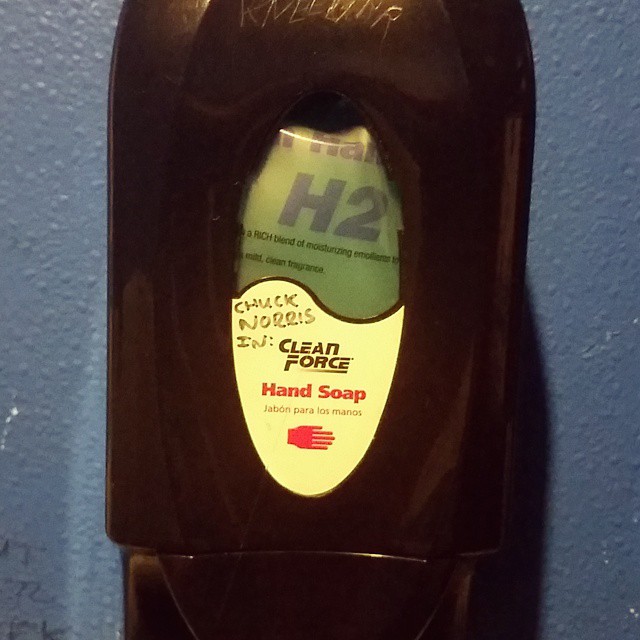 H2
a RICH blend of moisturizing emollients
mild, clean fragrance.
CHUCK
NORRIS
IN:
CLEAN
FORCE
Hand Soap
Jabón para los manos